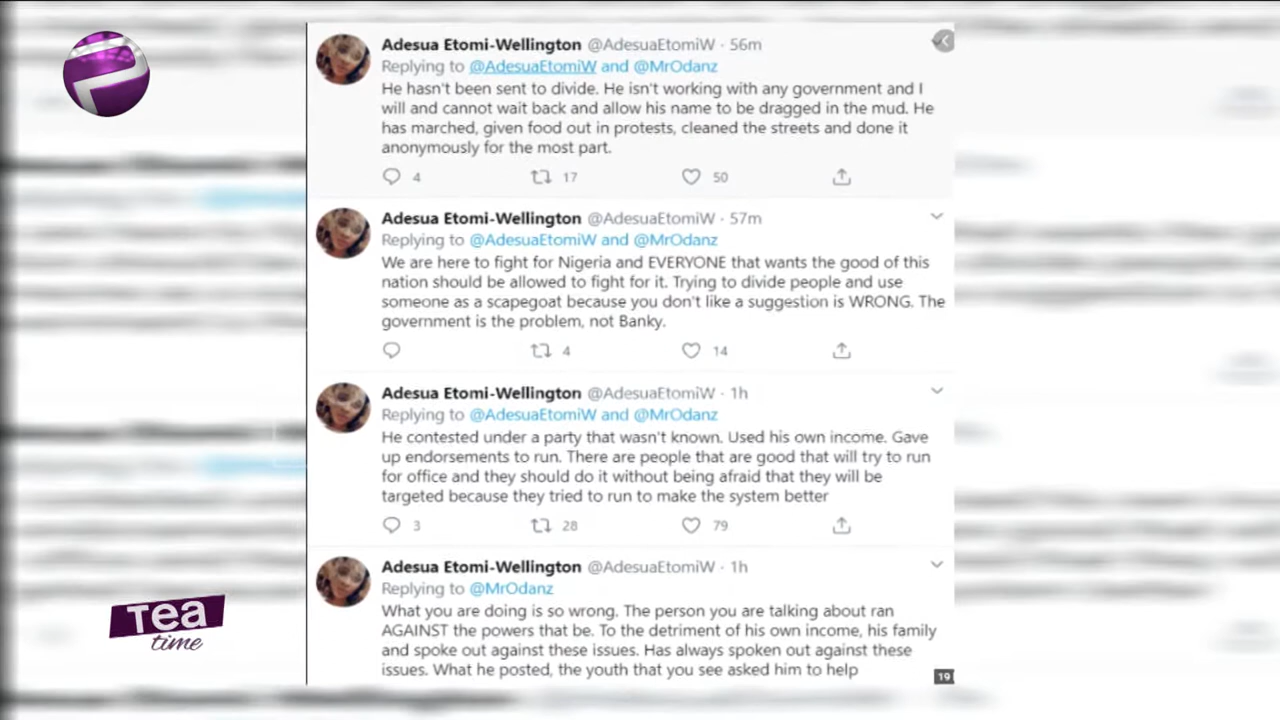 Adesua Etomi-Wellington @AdesuaEtomiW · 56m
Replying to @AdesuaEtomiW and @MrOdanz
He hasn't been sent to divide. He isn't working with any government and I
will and cannot wait back and allow his name to be dragged in the mud. He
has marched, given food out in protests, cleaned the streets and done it
anonymously for the most part.
4 17 50
Adesua Etomi-Wellington @AdesuaEtomiW · 57m
Replying to @AdesuaEtomiW and @MrOdanz
We are here to fight for Nigeria and EVERYONE that wants the good of this
nation should be allowed to fight for it. Trying to divide people and use
someone as a scapegoat because you don't like a suggestion is WRONG. The
government is the problem, not Banky.
4 14
Adesua Etomi-Wellington @AdesuaEtomiW · 1h
Replying to @AdesuaEtomiW and @MrOdanz
He contested under a party that wasn't known. Used his own income. Gave
up endorsements to run. There are people that are good that will try to run
for office and they should do it without being afraid that they will be
targeted because they tried to run to make the system better
3 28 79
Adesua Etomi-Wellington @AdesuaEtomiW · 1h
Replying to @MrOdanz
What you are doing is so wrong. The person you are talking about ran
AGAINST the powers that be. To the detriment of his own income, his family
and spoke out against these issues. Has always spoken out against these
issues. What he posted, the youth that you see asked him to help
19
Tea
time